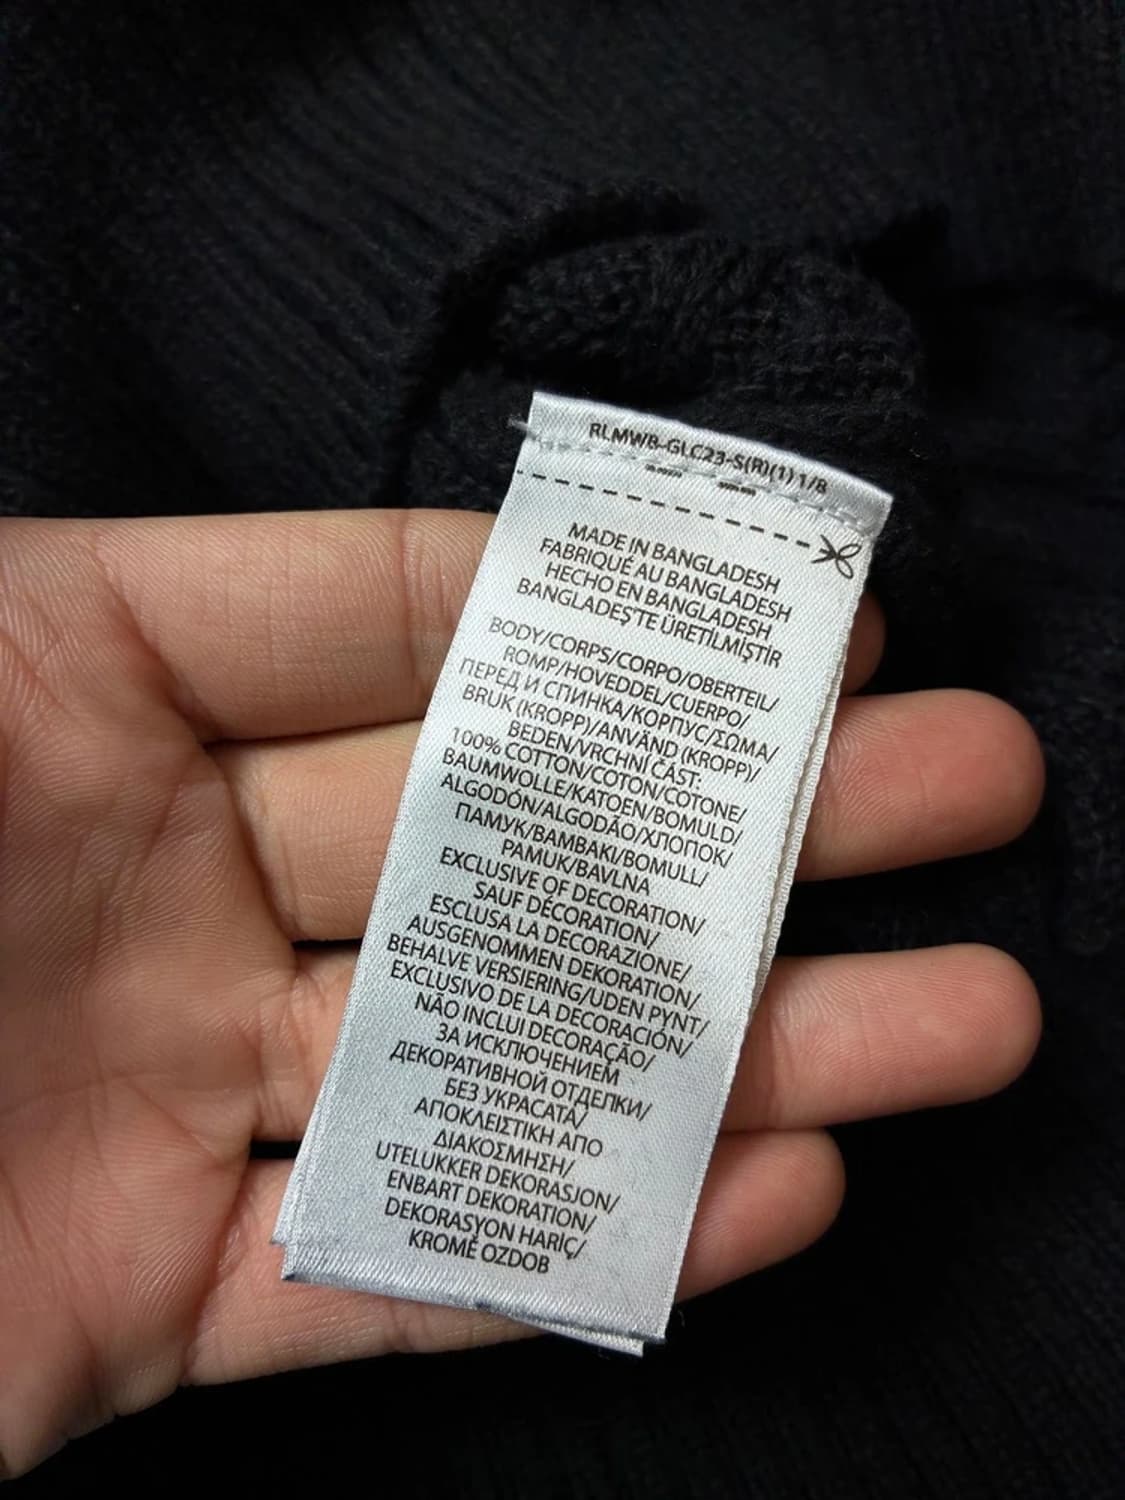 RLMWB-GLC23-S(R)(1) 1/8
MADE IN BANGLADESH
FABRIQUÉ AU BANGLADESH
HECHO EN BANGLADESH
BANGLADEŞ'TE ÜRETİLMİŞTİR
BODY/CORPS/CORPO/OBERTEIL/
ROMP/HOVEDDEL/CUERPO/
ПЕРЕД И СПИНКА/КОРПУС/ΣΩΜΑ/
BRUK (KROPP)/ANVÄND (KROPP)/
BEDEN/VRCHNÍ ČÁST:
100% COTTON/COTON/COTONE/
BAUMWOLLE/KATOEN/BOMULD/
ALGODÓN/ALGODÃO/ХЛОПОК/
ПАМУК/ΒΑΜΒΑΚΙ/BOMULL/
PAMUK/BAVLNA
EXCLUSIVE OF DECORATION/
SAUF DÉCORATION/
ESCLUSA LA DECORAZIONE/
AUSGENOMMEN DEKORATION/
BEHALVE VERSIERING/UDEN PYNT/
EXCLUSIVO DE LA DECORACIÓN/
NÃO INCLUI DECORAÇÃO/
ЗА ИСКЛЮЧЕНИЕМ
ДЕКОРАТИВНОЙ ОТДЕЛКИ/
БЕЗ УКРАСАТА/
ΑΠΟΚΛΕΙΣΤΙΚΗ ΑΠΟ
ΔΙΑΚΟΣΜΗΣΗ/
UTELUKKER DEKORASJON/
ENBART DEKORATION/
DEKORASYON HARİÇ/
KROMĚ OZDOB